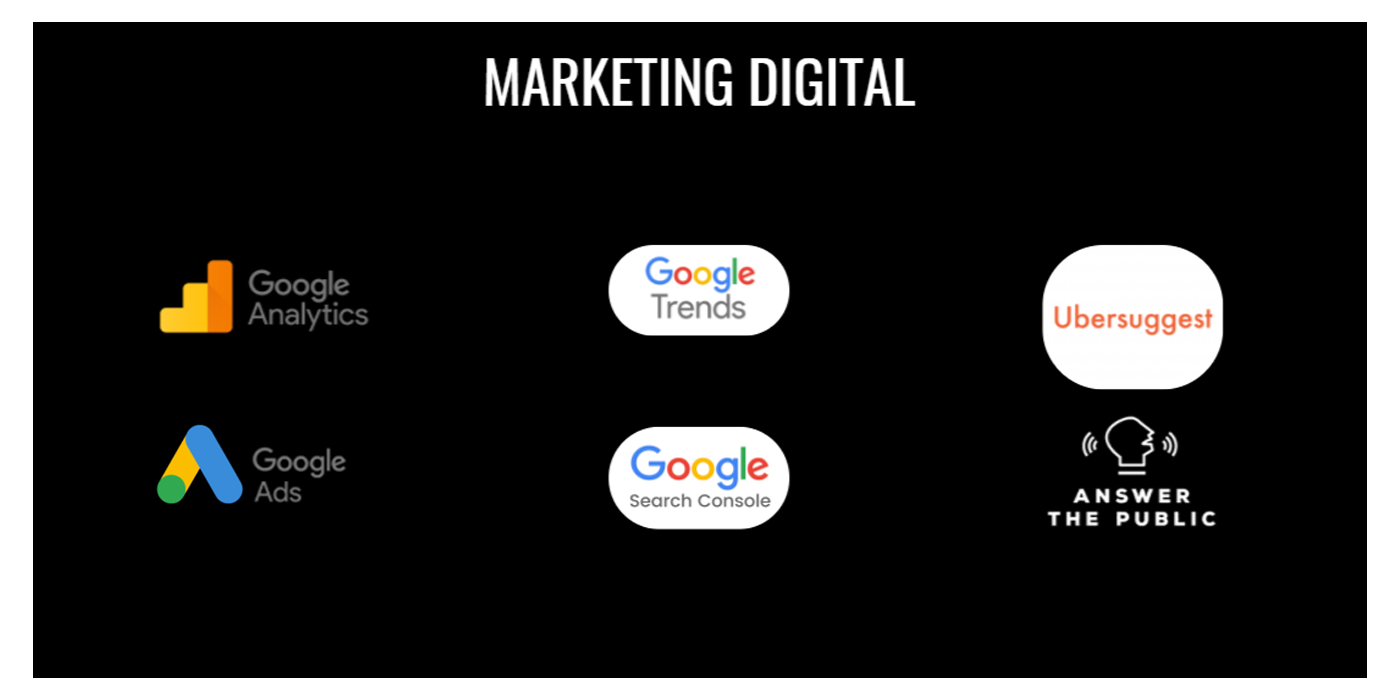 MARKETING DIGITAL
Google
Analytics
Google
Trends
Ubersuggest
Google
Ads
Google
Search Console
ANSWER
THE PUBLIC